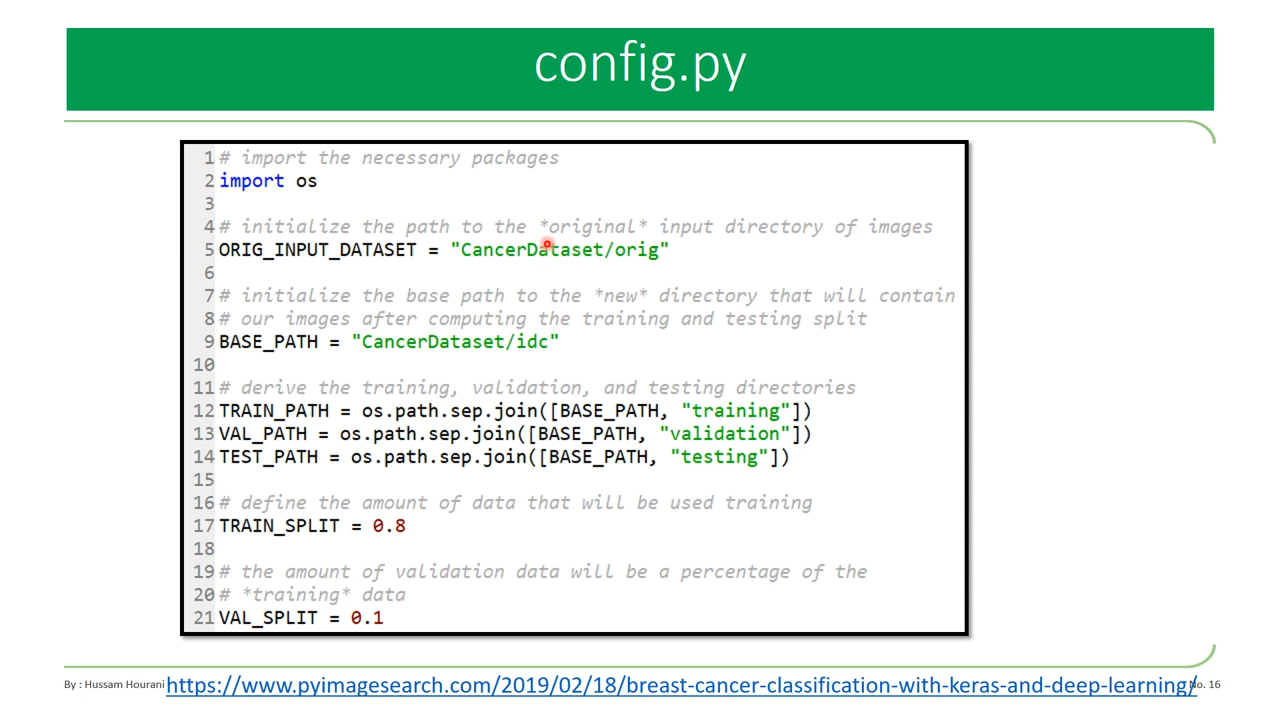 config.py
1 # import the necessary packages
2 import os
3
4 # initialize the path to the *original* input directory of images
5 ORIG_INPUT_DATASET = "CancerDataset/orig"
6
7 # initialize the base path to the *new* directory that will contain
8 # our images after computing the training and testing split
9 BASE_PATH = "CancerDataset/idc"
10
11 # derive the training, validation, and testing directories
12 TRAIN_PATH = os.path.sep.join([BASE_PATH, "training"])
13 VAL_PATH = os.path.sep.join([BASE_PATH, "validation"])
14 TEST_PATH = os.path.sep.join([BASE_PATH, "testing"])
15
16 # define the amount of data that will be used training
17 TRAIN_SPLIT = 0.8
18
19 # the amount of validation data will be a percentage of the
20 # *training* data
21 VAL_SPLIT = 0.1
By : Hussam Hourani https://www.pyimagesearch.com/2019/02/18/breast-cancer-classification-with-keras-and-deep-learning/ No. 16